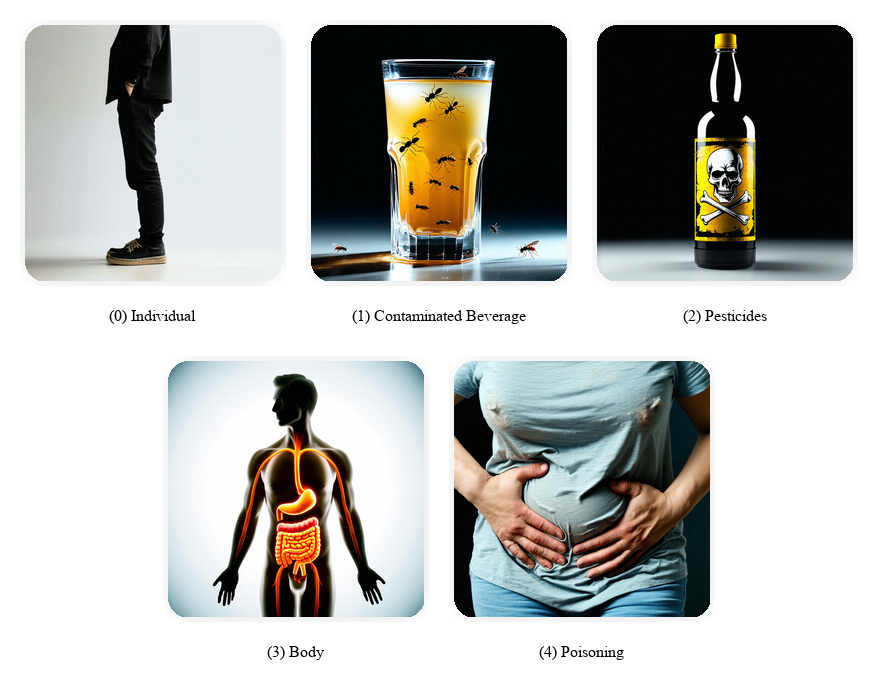 (0) Individual
(1) Contaminated Beverage
(2) Pesticides
(3) Body
(4) Poisoning